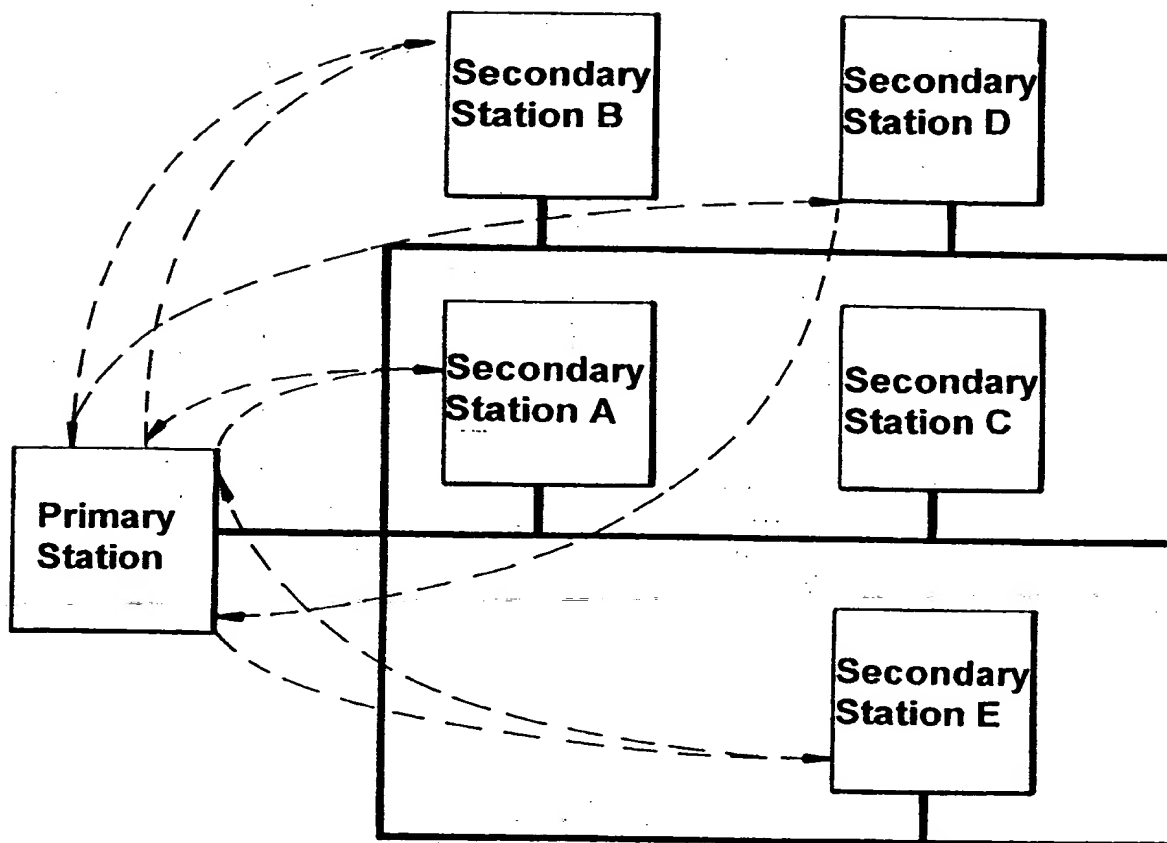 Secondary
Station B
Secondary
Station D
Secondary
Station A
Secondary
Station C
Primary
Station
Secondary
Station E